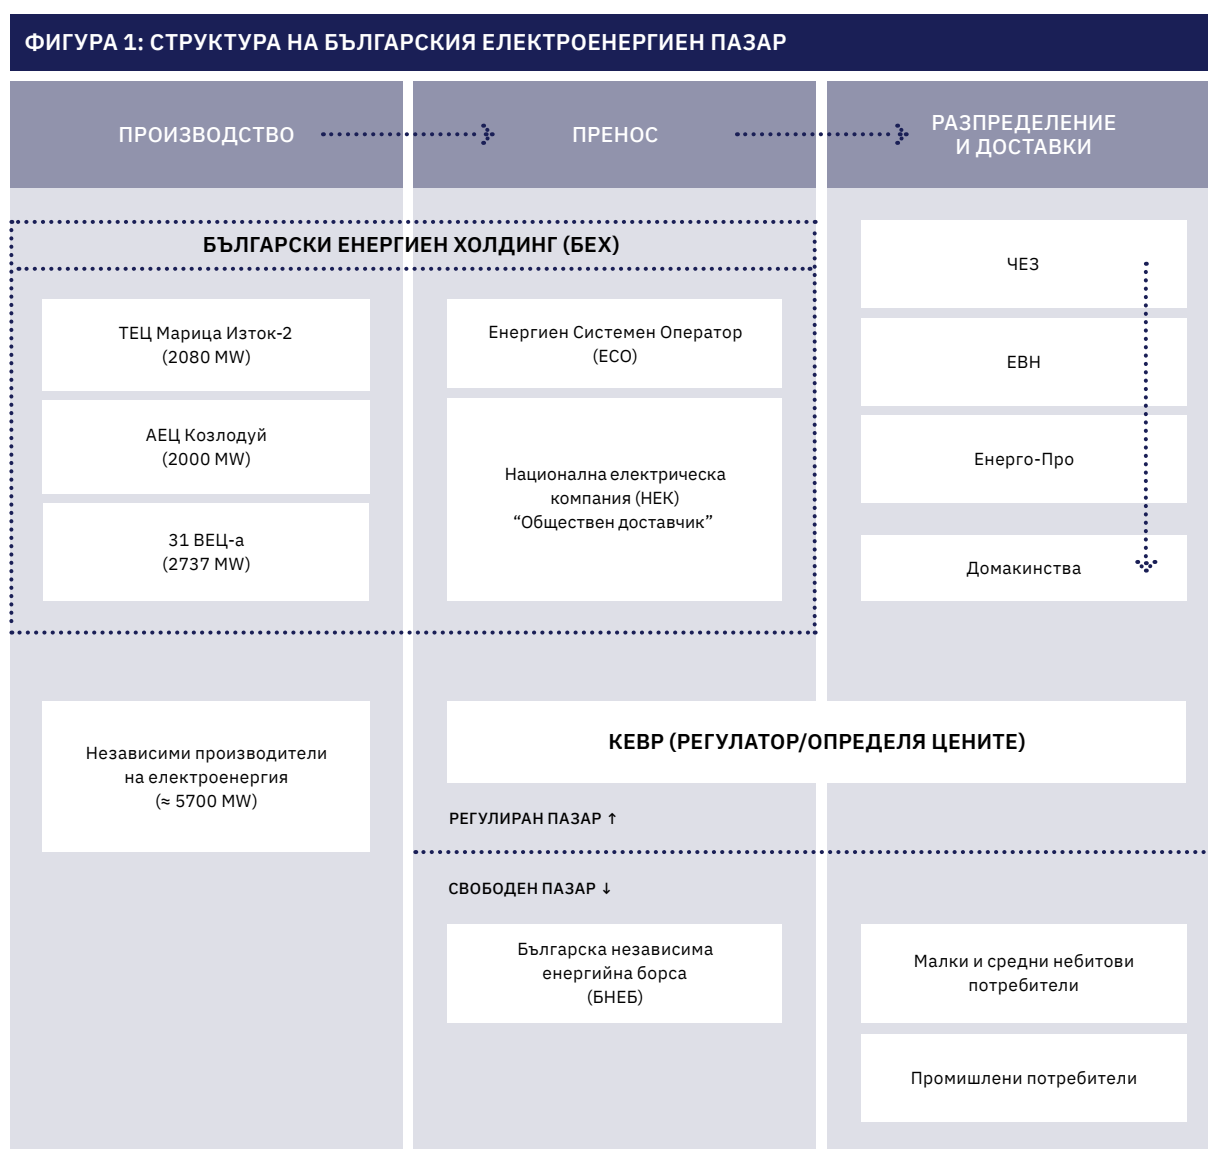 ФИГУРА 1: СТРУКТУРА НА БЪЛГАРСКИЯ ЕЛЕКТРОЕНЕРГИЕН ПАЗАР
ПРОИЗВОДСТВО
ПРЕНОС
РАЗПРЕДЕЛЕНИЕ
И ДОСТАВКИ
БЪЛГАРСКИ ЕНЕРГИЕН ХОЛДИНГ (БЕХ)
ТЕЦ Марица Изток-2
(2080 MW)
АЕЦ Козлодуй
(2000 MW)
31 ВЕЦ-а
(2737 MW)
Енергиен Системен Оператор
(ЕСО)
Национална електрическа
компания (НЕК)
“Обществен доставчик”
ЧЕЗ
ЕВН
Енерго-Про
Домакинства
Независими производители
на електроенергия
(≈ 5700 MW)
КЕВР (РЕГУЛАТОР/ОПРЕДЕЛЯ ЦЕНИТЕ)
РЕГУЛИРАН ПАЗАР ↑
СВОБОДЕН ПАЗАР ↓
Българска независима
енергийна борса
(БНЕБ)
Малки и средни небитови
потребители
Промишлени потребители